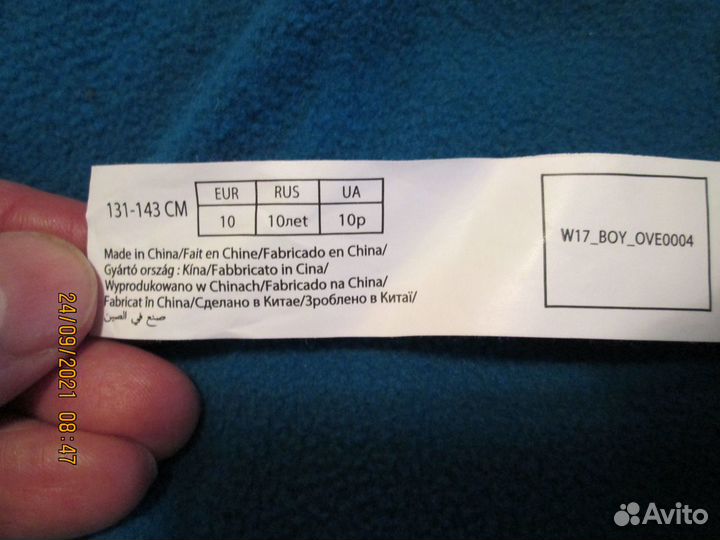 131-143 CM
EUR RUS UA
10 10лет 10р
Made in China/Fait en Chine/Fabricado en China/
Gyártó ország : Kína/Fabbricato in Cina/
Wyprodukowano w Chinach/Fabricado na China/
Fabricat în China/Сделано в Китае/Зроблено в Китаї/
صنع في الصين
W17_BOY_OVE0004
24/09/2021 08:47
Avito